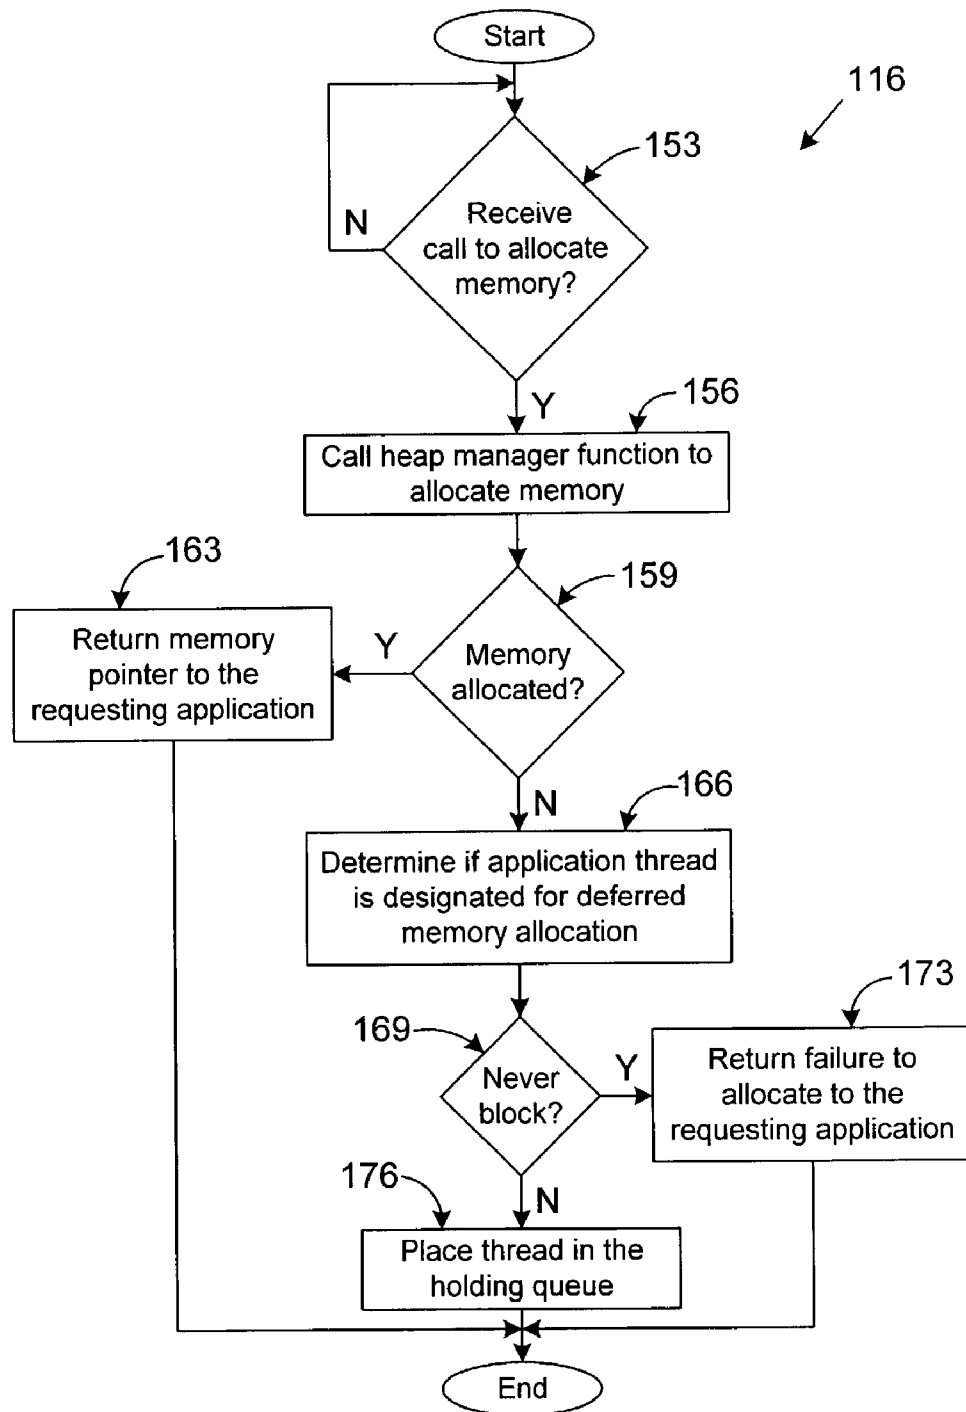 Start
116
153
Receive
call to allocate
memory?
N
Y
156
Call heap manager function to
allocate memory
163
159
Return memory
pointer to the
requesting application
Y
Memory
allocated?
N
166
Determine if application thread
is designated for deferred
memory allocation
169
173
Never
block?
Y
Return failure to
allocate to the
requesting application
176
N
Place thread in the
holding queue
End